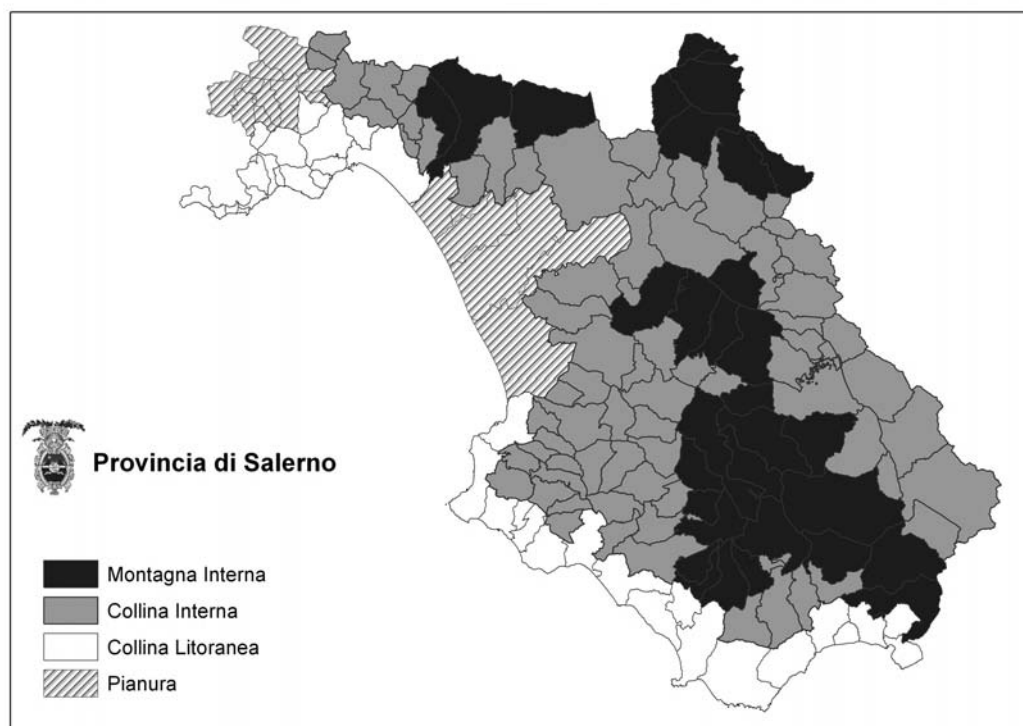 Provincia di Salerno
Montagna Interna
Collina Interna
Collina Litoranea
Pianura